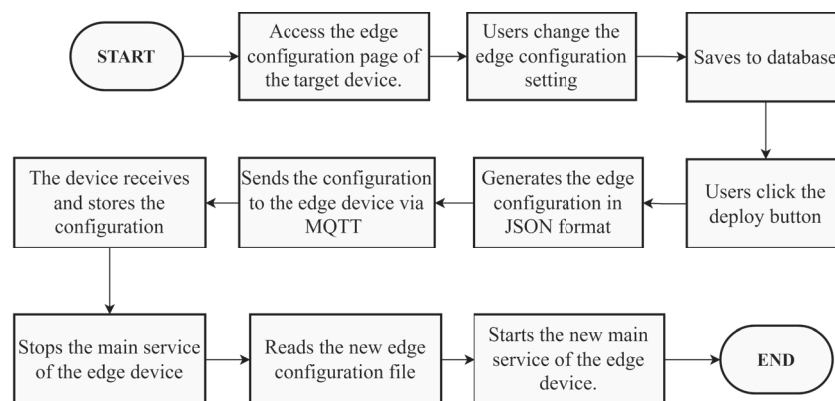 START
Access the edge
configuration page of
the target device.
Users change the
edge configuration
setting
Saves to database
Users click the
deploy button
Generates the edge
configuration in
JSON format
Sends the configuration
to the edge device via
MQTT
The device receives
and stores the
configuration
Stops the main service
of the edge device
Reads the new edge
configuration file
Starts the new main
service of the edge
device.
END